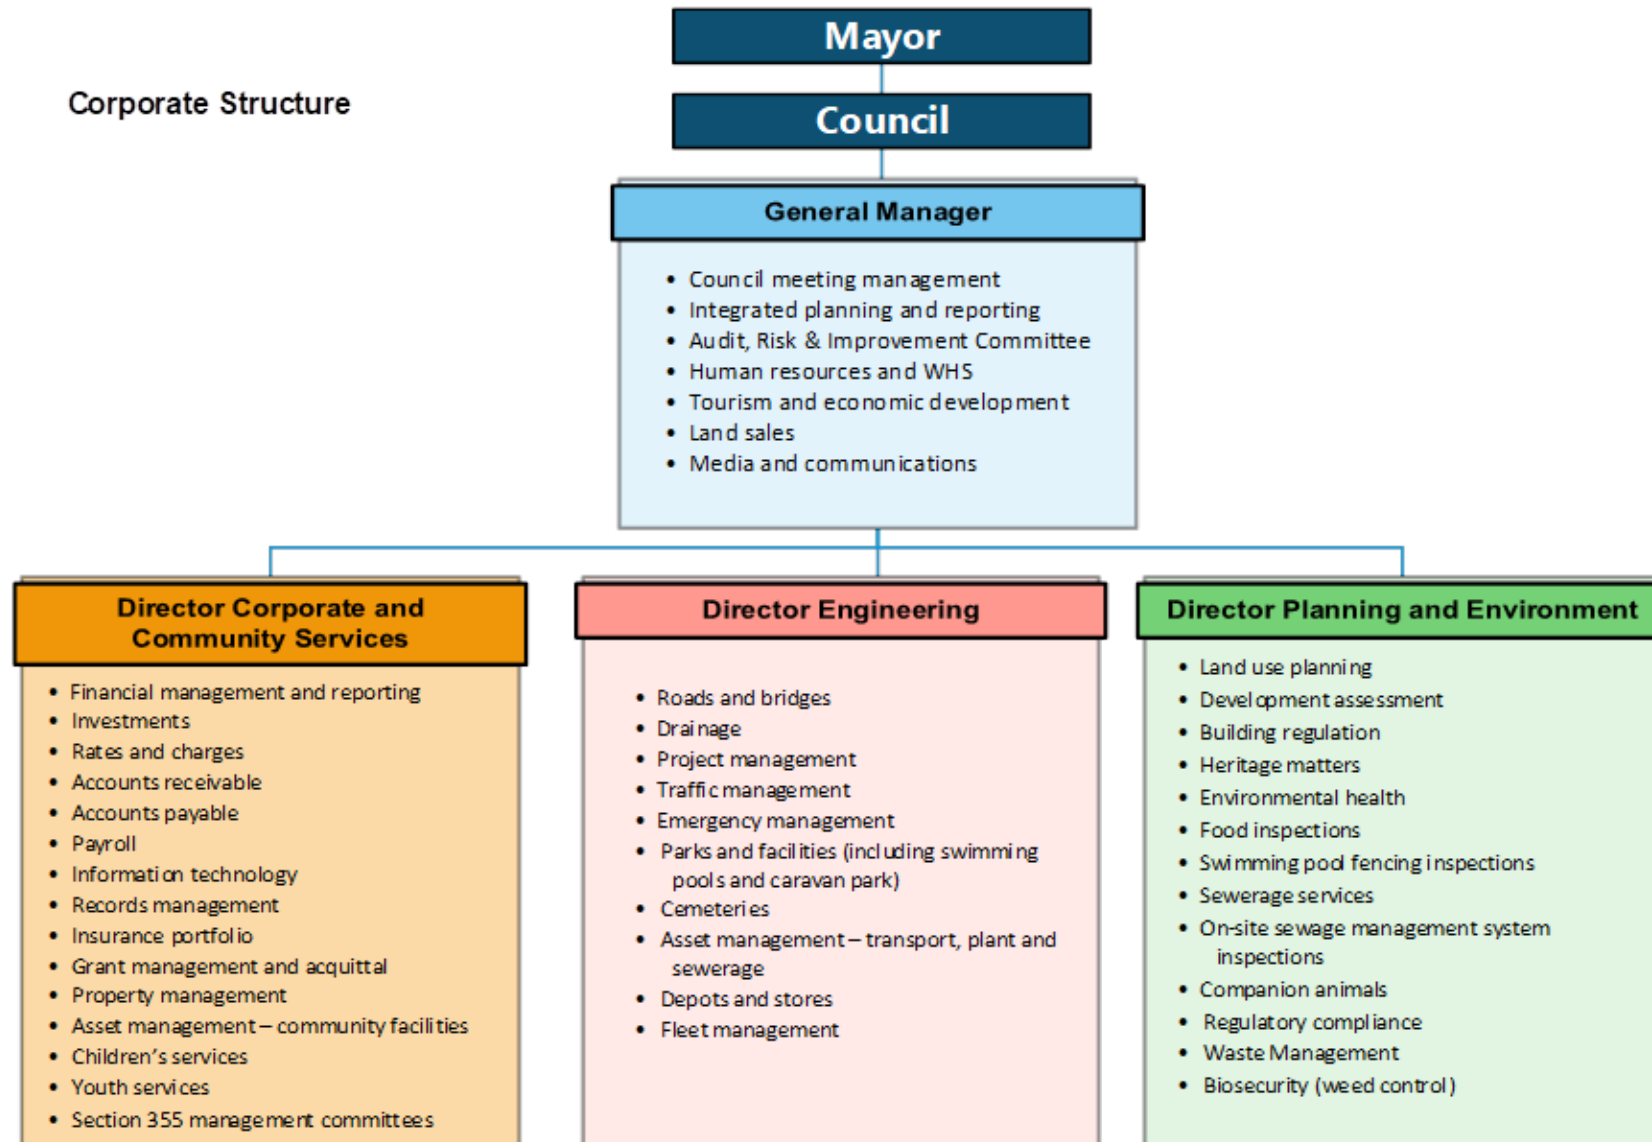 Mayor
Corporate Structure
Council
General Manager
• Council meeting management
• Integrated planning and reporting
• Audit, Risk & Improvement Committee
• Human resources and WHS
• Tourism and economic development
• Land sales
• Media and communications
Director Corporate and
Community Services
• Financial management and reporting
• Investments
• Rates and charges
• Accounts receivable
• Accounts payable
• Payroll
• Information technology
• Records management
• Insurance portfolio
• Grant management and acquittal
• Property management
• Asset management – community facilities
• Children’s services
• Youth services
• Section 355 management committees
Director Engineering
• Roads and bridges
• Drainage
• Project management
• Traffic management
• Emergency management
• Parks and facilities (including swimming
pools and caravan park)
• Cemeteries
• Asset management – transport, plant and
sewerage
• Depots and stores
• Fleet management
Director Planning and Environment
• Land use planning
• Development assessment
• Building regulation
• Heritage matters
• Environmental health
• Food inspections
• Swimming pool fencing inspections
• Sewerage services
• On-site sewage management system
inspections
• Companion animals
• Regulatory compliance
• Waste Management
• Biosecurity (weed control)